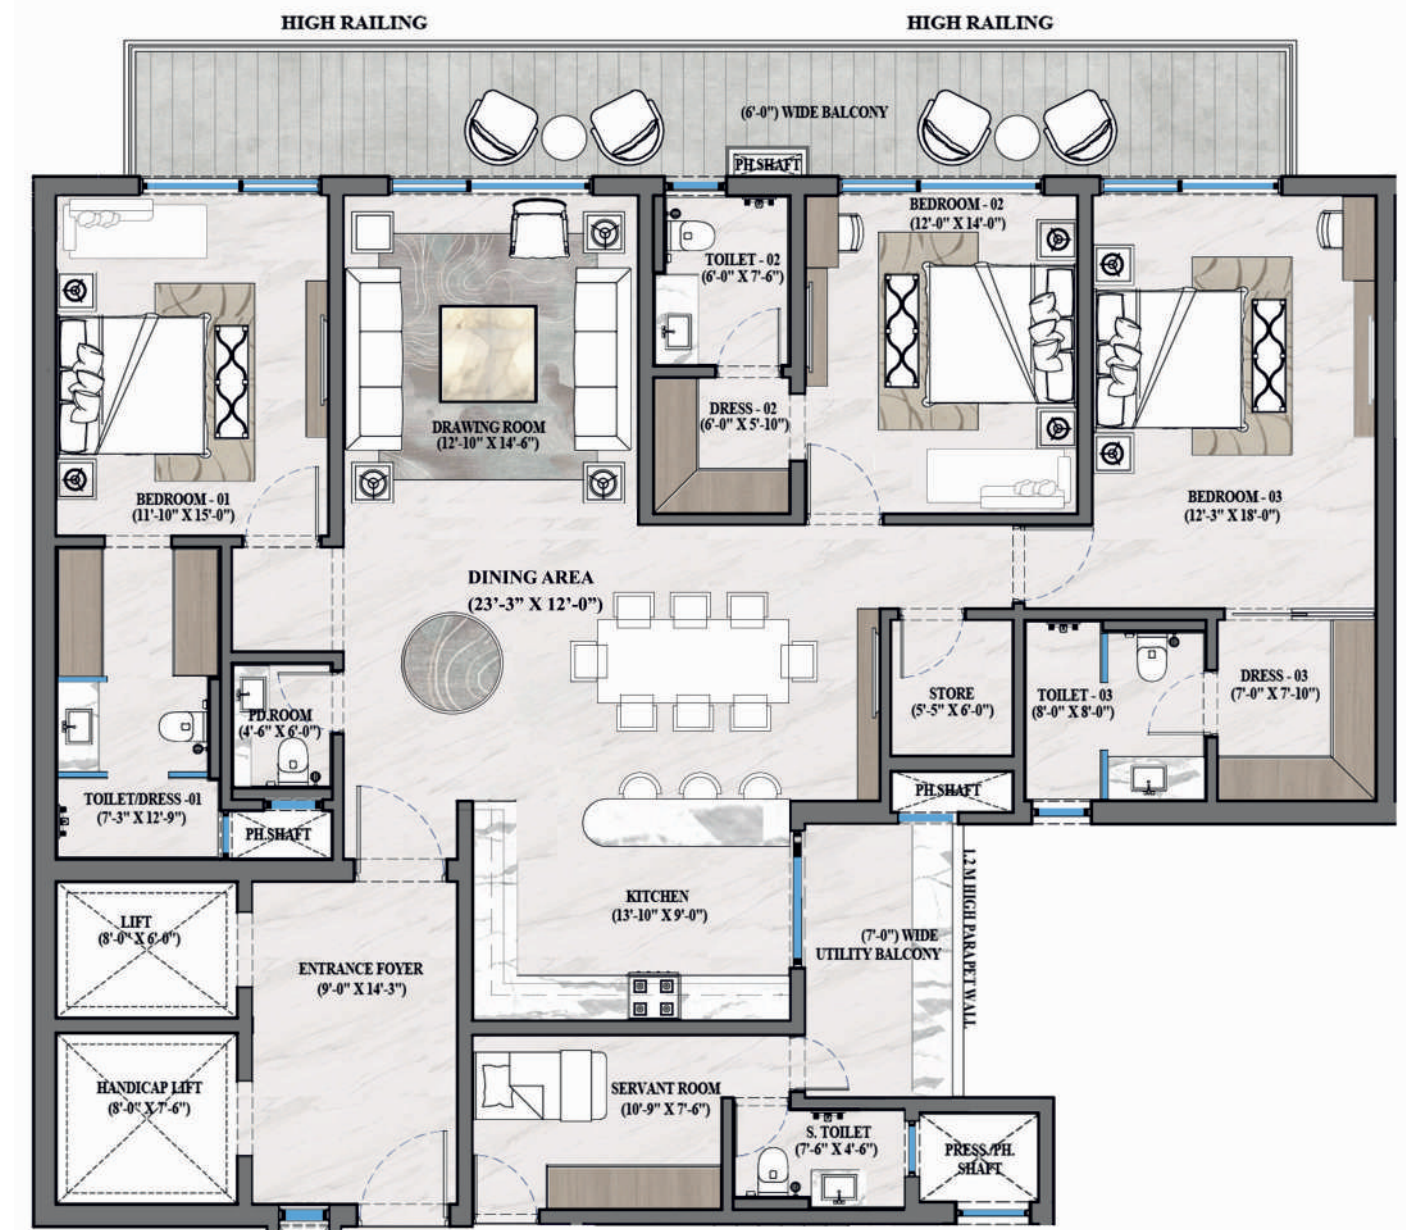 HIGH RAILING
HIGH RAILING
(6'-0") WIDE BALCONY
PH.SHAFT
BEDROOM - 02
(12'-0" X 14'-0")
TOILET - 02
(6'-0" X 7'-6")
DRAWING ROOM
(12'-10" X 14'-6")
DRESS - 02
(6'-0" X 5'-10")
BEDROOM - 01
(11'-10" X 15'-0")
BEDROOM - 03
(12'-3" X 18'-0")
DINING AREA
(23’-3” X 12’-0”)
STORE
(5'-5" X 6'-0")
TOILET - 03
(8'-0" X 8'-0")
DRESS - 03
(7'-0" X 7'-10")
PD.ROOM
(4'-6" X 6'-0")
TOILET/DRESS -01
(7'-3" X 12'-9")
PH.SHAFT
PH.SHAFT
KITCHEN
(13'-10" X 9'-0")
LIFT
(8'-0" X 6'-0")
(7'-0") WIDE
UTILITY BALCONY
1.2 M HIGH PARAPET WALL
ENTRANCE FOYER
(9'-0" X 14'-3")
HANDICAP LIFT
(8'-0" X 7'-6")
SERVANT ROOM
(10'-9" X 7'-6")
S. TOILET
(7'-6" X 4'-6")
PRESS./PH.
SHAFT